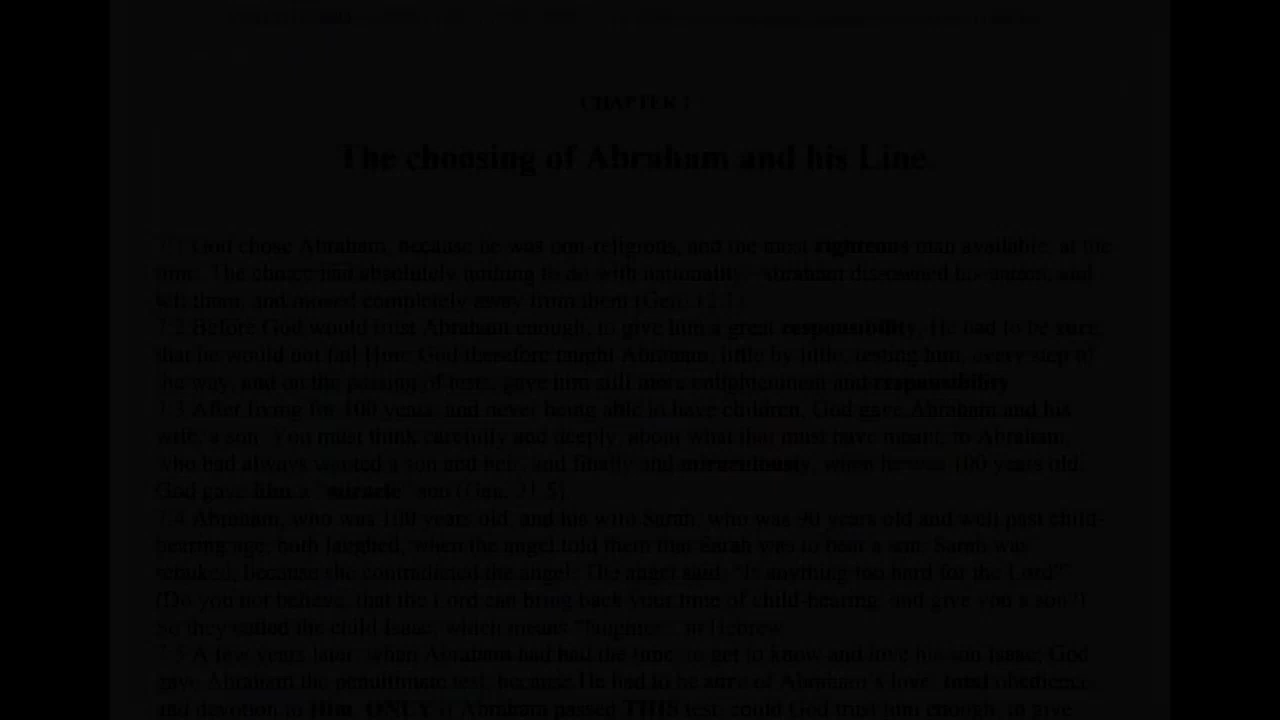 CHAPTER
The choosing of Abraham and his Line.
God chose Abraham, because he was non-religious, and the most righteous man available, at the
time. The choice had absolutely nothing to do with nationality. Abraham disowned his nation, and
left them, and moved completely away from them (Gen. 12:1)
7.2 Before God would trust Abraham enough, to give him a great responsibility, He had to be sure,
that he would not fail Him. God therefore taught Abraham, little by little, testing him, every step of
the way, and on the passing of tests, gave him still more enlightenment and responsibility
7.3 After living for 100 years, and never being able to have children, God gave Abraham and his
wife, a son. You must think carefully and deeply, about what that must have meant, to Abraham,
who had always wanted a son and heir, and finally and miraculously, when he was 100 years old,
God gave him a "miracle" son (Gen. 21:5)
7.4 Abraham, who was 100 years old, and his wife Sarah, who was 90 years old and well past child-
bearing age, both laughed, when the angel told them that Sarah was to bear a son. Sarah was
rebuked, because she contradicted the angel. The angel said, "Is anything too hard for the Lord?"
(Do you not believe, that the Lord can bring back your time of child-bearing, and give you a son?)
So they called the child Isaac, which means "laughter" in Hebrew
7.5 A few years later, when Abraham had had the time, to get to know and love his son Isaac, God
gave Abraham the penultimate test, because He had to be sure of Abraham's love, total obedience,
and devotion to Him. ONLY if Abraham passed THIS test, could God trust him enough, to give